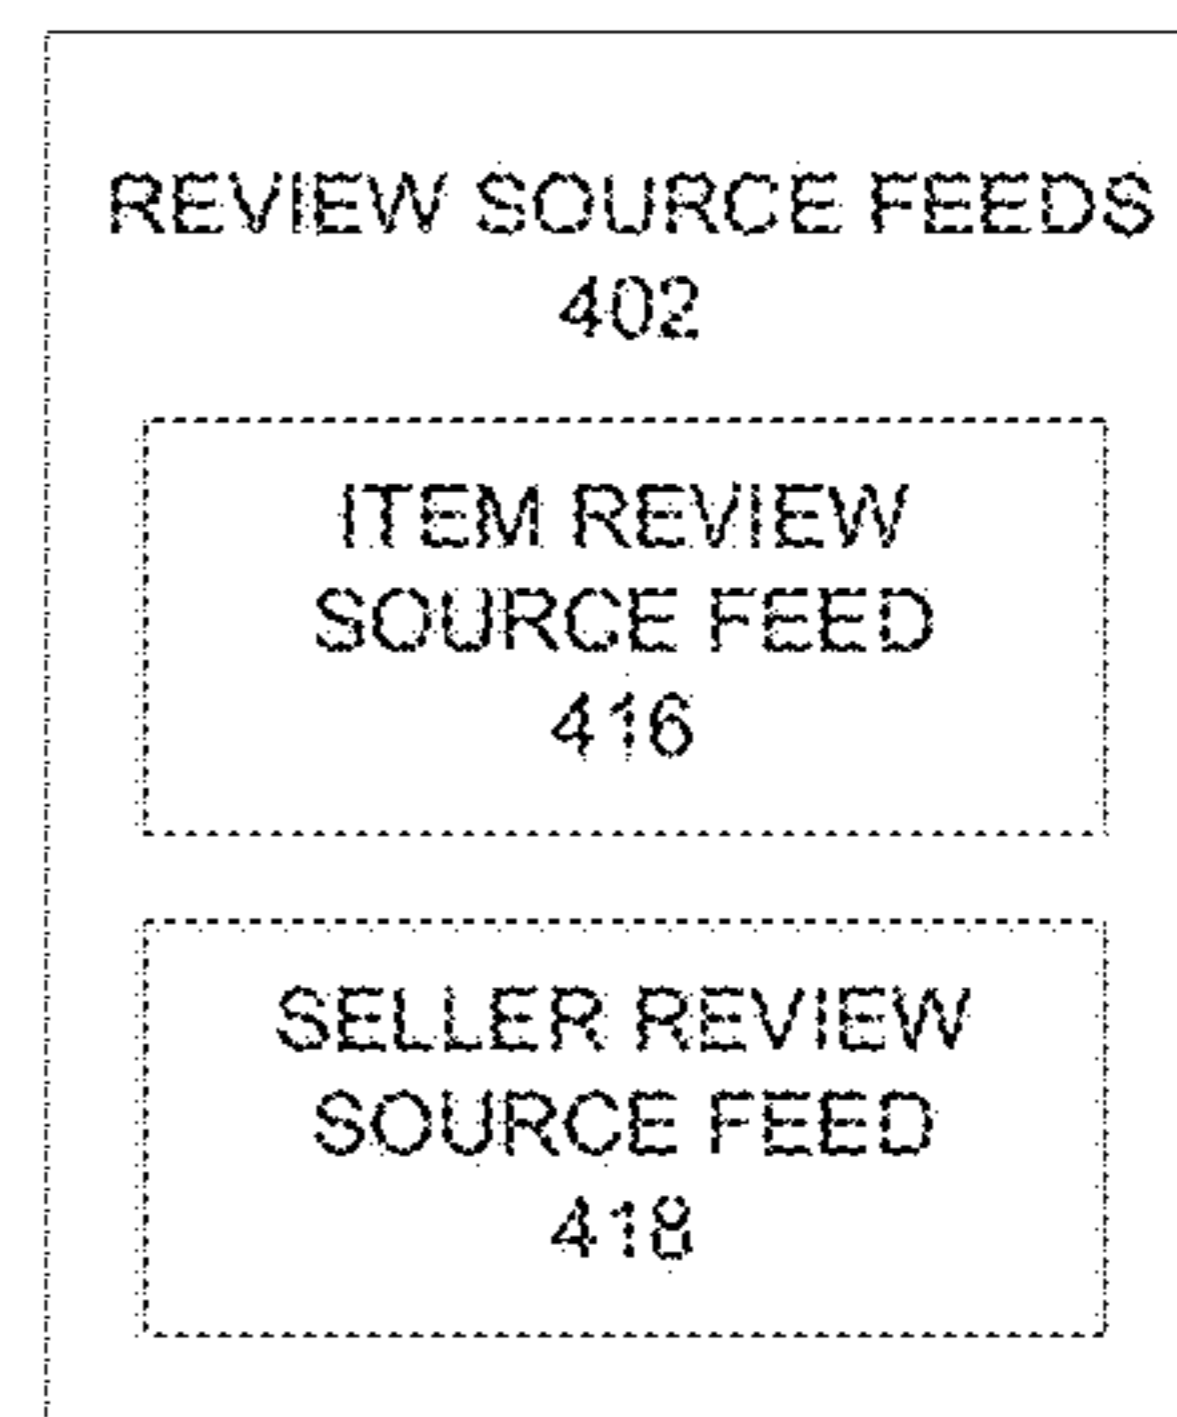 REVIEW SOURCE FEEDS
402
ITEM REVIEW
SOURCE FEED
416
SELLER REVIEW
SOURCE FEED
418